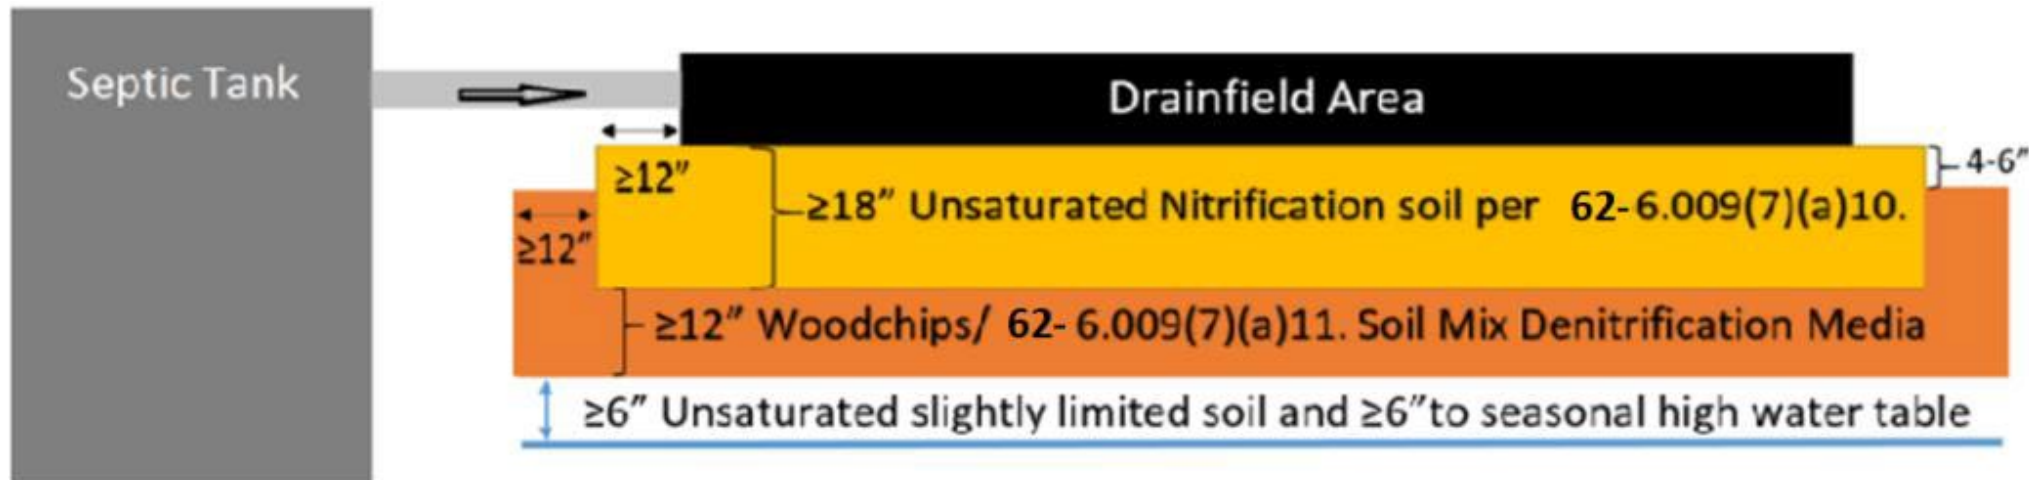 Septic Tank
Drainfield Area
≥12”
4-6”
≥18” Unsaturated Nitrification soil per 62-6.009(7)(a)10.
≥12”
≥12” Woodchips/ 62- 6.009(7)(a)11. Soil Mix Denitrification Media
≥6” Unsaturated slightly limited soil and ≥6”to seasonal high water table